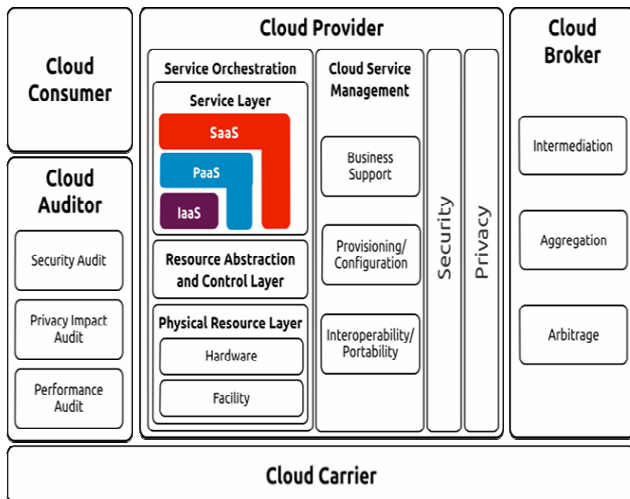 Cloud
Consumer
Cloud
Auditor
Security Audit
Privacy Impact
Audit
Performance
Audit
Cloud Provider
Service Orchestration
Service Layer
SaaS
PaaS
IaaS
Resource Abstraction
and Control Layer
Physical Resource Layer
Hardware
Facility
Cloud Service
Management
Business
Support
Provisioning/
Configuration
Interoperability/
Portability
Security
Privacy
Cloud
Broker
Intermediation
Aggregation
Arbitrage
Cloud Carrier